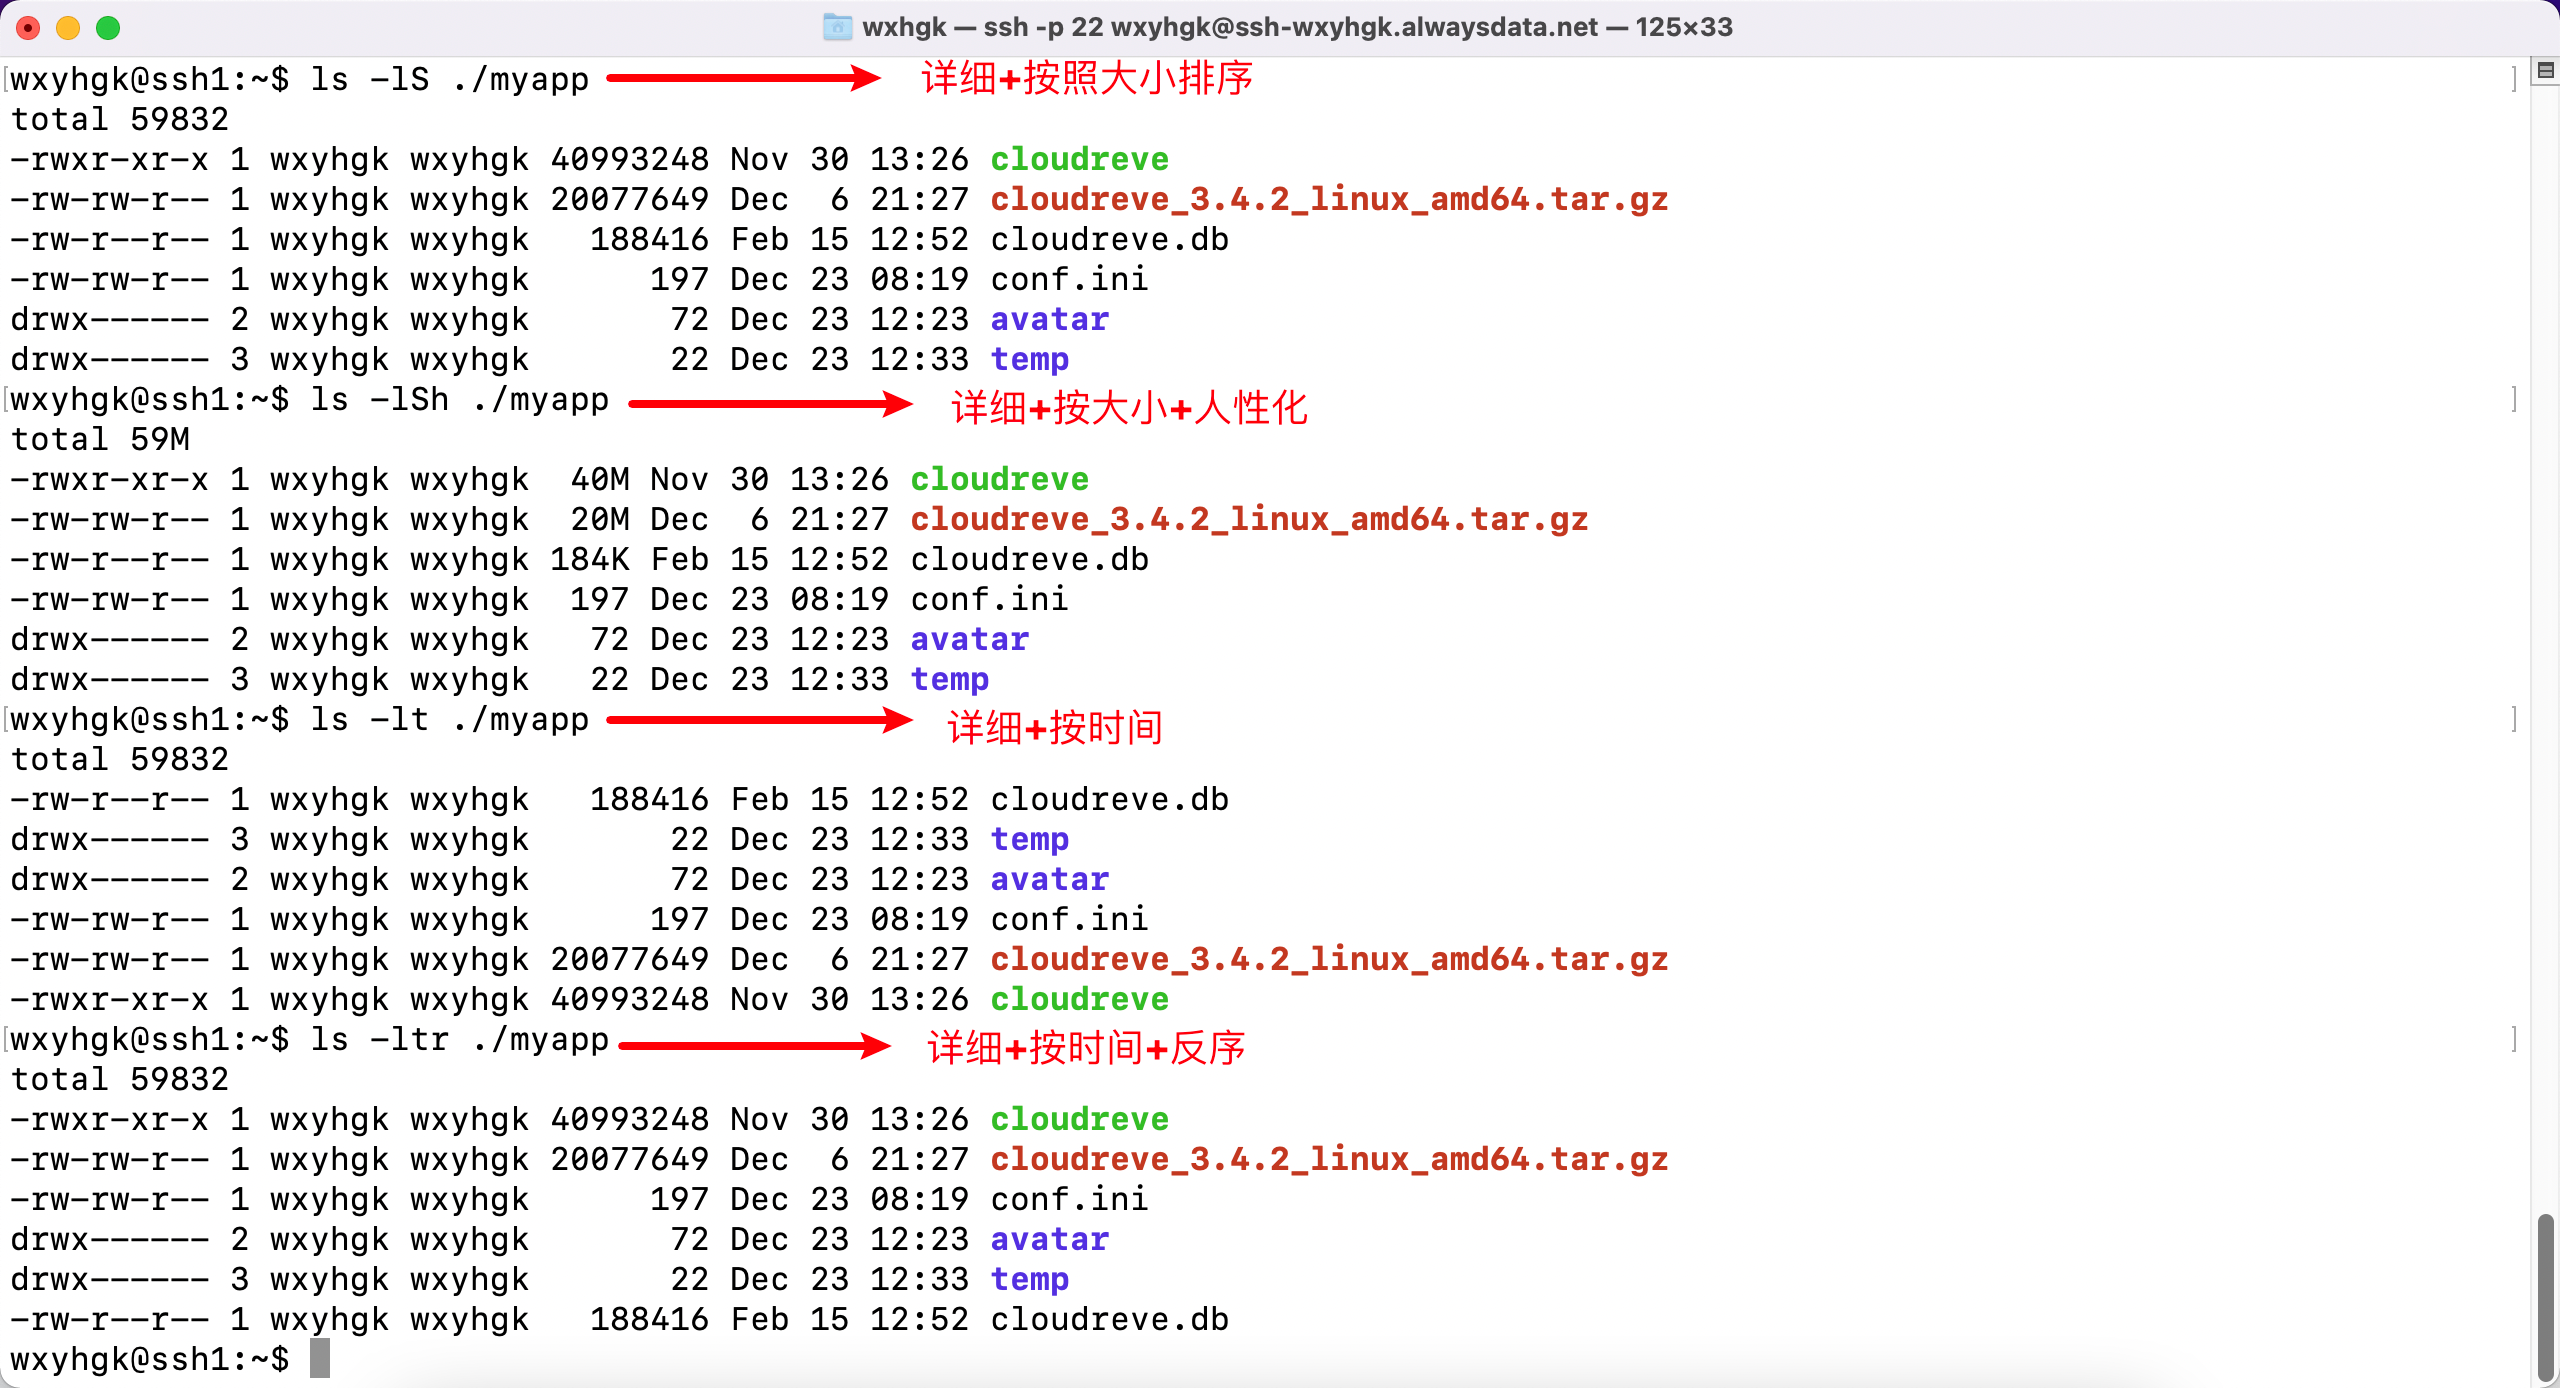 wxhgk — ssh -p 22 wxyhgk@ssh-wxyhgk.alwaysdata.net — 125×33
[wxyhgk@ssh1:~$ ls -lS ./myapp 详细+按照大小排序 ]
total 59832
-rwxr-xr-x 1 wxyhgk wxyhgk 40993248 Nov 30 13:26 cloudreve
-rw-rw-r-- 1 wxyhgk wxyhgk 20077649 Dec  6 21:27 cloudreve_3.4.2_linux_amd64.tar.gz
-rw-r--r-- 1 wxyhgk wxyhgk   188416 Feb 15 12:52 cloudreve.db
-rw-rw-r-- 1 wxyhgk wxyhgk      197 Dec 23 08:19 conf.ini
drwx------ 2 wxyhgk wxyhgk       72 Dec 23 12:23 avatar
drwx------ 3 wxyhgk wxyhgk       22 Dec 23 12:33 temp
[wxyhgk@ssh1:~$ ls -lSh ./myapp 详细+按大小+人性化 ]
total 59M
-rwxr-xr-x 1 wxyhgk wxyhgk  40M Nov 30 13:26 cloudreve
-rw-rw-r-- 1 wxyhgk wxyhgk  20M Dec  6 21:27 cloudreve_3.4.2_linux_amd64.tar.gz
-rw-r--r-- 1 wxyhgk wxyhgk 184K Feb 15 12:52 cloudreve.db
-rw-rw-r-- 1 wxyhgk wxyhgk  197 Dec 23 08:19 conf.ini
drwx------ 2 wxyhgk wxyhgk   72 Dec 23 12:23 avatar
drwx------ 3 wxyhgk wxyhgk   22 Dec 23 12:33 temp
[wxyhgk@ssh1:~$ ls -lt ./myapp 详细+按时间 ]
total 59832
-rw-r--r-- 1 wxyhgk wxyhgk   188416 Feb 15 12:52 cloudreve.db
drwx------ 3 wxyhgk wxyhgk       22 Dec 23 12:33 temp
drwx------ 2 wxyhgk wxyhgk       72 Dec 23 12:23 avatar
-rw-rw-r-- 1 wxyhgk wxyhgk      197 Dec 23 08:19 conf.ini
-rw-rw-r-- 1 wxyhgk wxyhgk 20077649 Dec  6 21:27 cloudreve_3.4.2_linux_amd64.tar.gz
-rwxr-xr-x 1 wxyhgk wxyhgk 40993248 Nov 30 13:26 cloudreve
[wxyhgk@ssh1:~$ ls -ltr ./myapp 详细+按时间+反序 ]
total 59832
-rwxr-xr-x 1 wxyhgk wxyhgk 40993248 Nov 30 13:26 cloudreve
-rw-rw-r-- 1 wxyhgk wxyhgk 20077649 Dec  6 21:27 cloudreve_3.4.2_linux_amd64.tar.gz
-rw-rw-r-- 1 wxyhgk wxyhgk      197 Dec 23 08:19 conf.ini
drwx------ 2 wxyhgk wxyhgk       72 Dec 23 12:23 avatar
drwx------ 3 wxyhgk wxyhgk       22 Dec 23 12:33 temp
-rw-r--r-- 1 wxyhgk wxyhgk   188416 Feb 15 12:52 cloudreve.db
wxyhgk@ssh1:~$